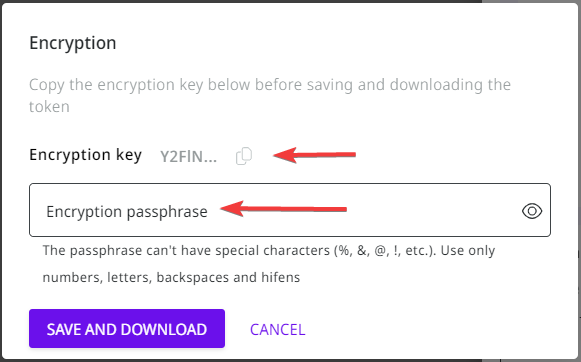 Encryption
Copy the encryption key below before saving and downloading the
token
Encryption key Y2FlN...
Encryption passphrase
The passphrase can't have special characters (%, &, @, !, etc.). Use only
numbers, letters, backspaces and hifens
SAVE AND DOWNLOAD CANCEL